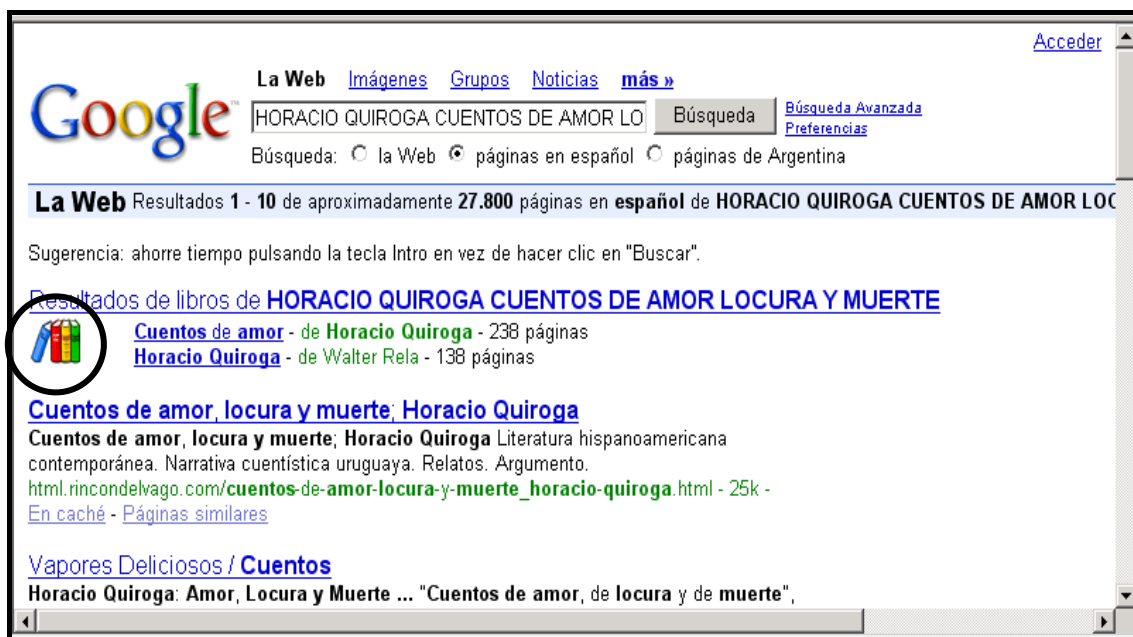 Acceder
La Web Imágenes Grupos Noticias más »
Google™
HORACIO QUIROGA CUENTOS DE AMOR LO Búsqueda Búsqueda Avanzada
Preferencias
Búsqueda: la Web páginas en español páginas de Argentina
La Web Resultados 1 - 10 de aproximadamente 27.800 páginas en español de HORACIO QUIROGA CUENTOS DE AMOR LOC
Sugerencia: ahorre tiempo pulsando la tecla Intro en vez de hacer clic en "Buscar".
Resultados de libros de HORACIO QUIROGA CUENTOS DE AMOR LOCURA Y MUERTE
Cuentos de amor - de Horacio Quiroga - 238 páginas
Horacio Quiroga - de Walter Rela - 138 páginas
Cuentos de amor, locura y muerte; Horacio Quiroga
Cuentos de amor, locura y muerte; Horacio Quiroga Literatura hispanoamericana
contemporánea. Narrativa cuentística uruguaya. Relatos. Argumento.
html.rincondelvago.com/cuentos-de-amor-locura-y-muerte_horacio-quiroga.html - 25k -
En caché - Páginas similares
Vapores Deliciosos / Cuentos
Horacio Quiroga: Amor, Locura y Muerte ... "Cuentos de amor, de locura y de muerte",